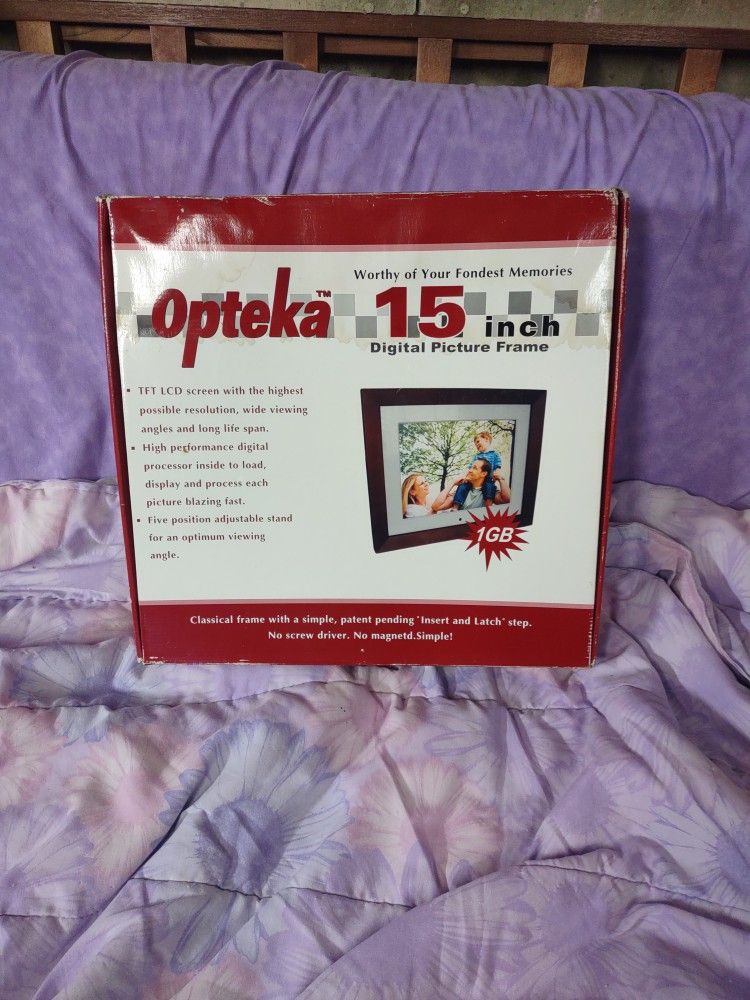 Worthy of Your Fondest Memories
Opteka™ 15 inch
Digital Picture Frame
▪ TFT LCD screen with the highest
possible resolution, wide viewing
angles and long life span.
▪ High performance digital
processor inside to load,
display and process each
picture blazing fast.
▪ Five position adjustable stand
for an optimum viewing
angle.
1GB
Classical frame with a simple, patent pending "Insert and Latch" step.
No screw driver. No magnetd.Simple!